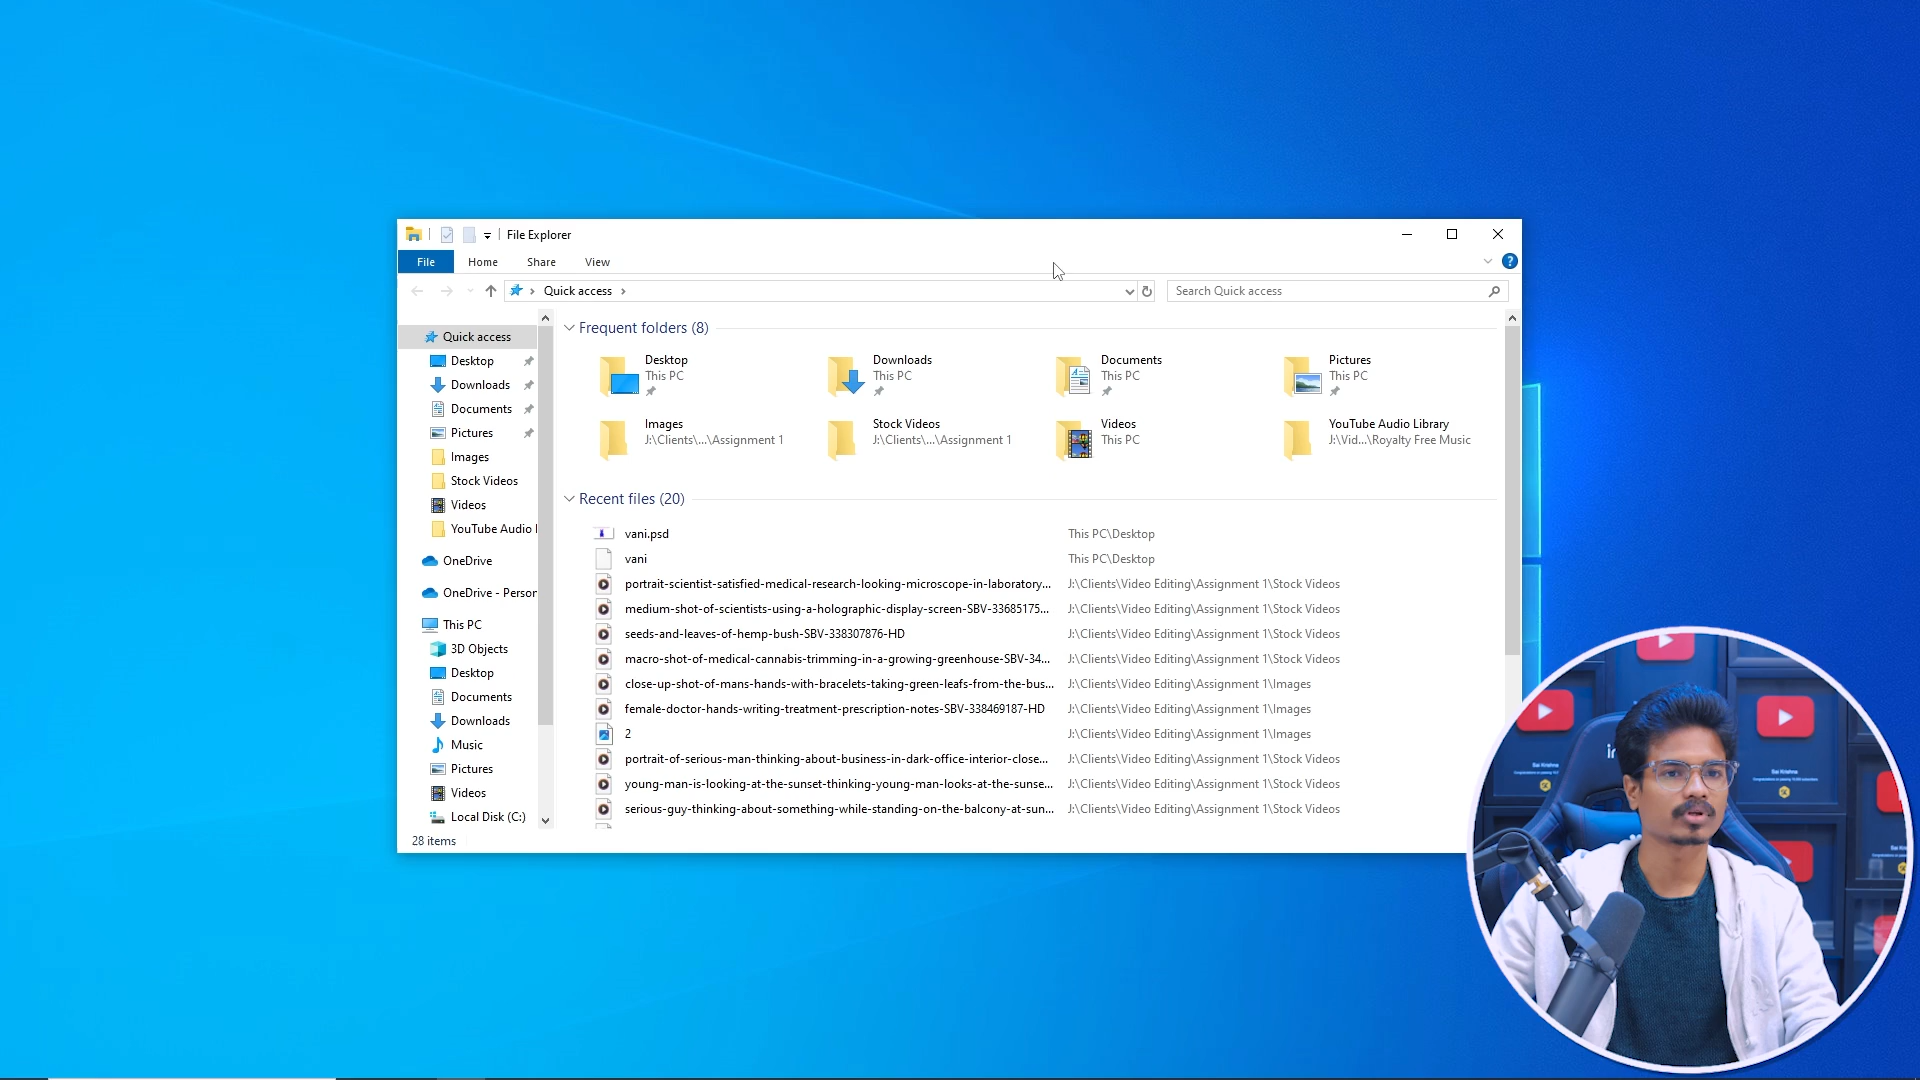 File Explorer
File Home Share View
Quick access
Search Quick access
Quick access
Desktop
Downloads
Documents
Pictures
Images
Stock Videos
Videos
YouTube Audio
OneDrive
OneDrive - Person
This PC
3D Objects
Desktop
Documents
Downloads
Music
Pictures
Videos
Local Disk (C:)
28 items
Frequent folders (8)
Desktop
This PC
Downloads
This PC
Documents
This PC
Pictures
This PC
Images
J:\Clients\...\Assignment 1
Stock Videos
J:\Clients\...\Assignment 1
Videos
This PC
YouTube Audio Library
J:\Vid...\Royalty Free Music
Recent files (20)
vani.psd This PC\Desktop
vani This PC\Desktop
portrait-scientist-satisfied-medical-research-looking-microscope-in-laboratory... J:\Clients\Video Editing\Assignment 1\Stock Videos
medium-shot-of-scientists-using-a-holographic-display-screen-SBV-33685175... J:\Clients\Video Editing\Assignment 1\Stock Videos
seeds-and-leaves-of-hemp-bush-SBV-338307876-HD J:\Clients\Video Editing\Assignment 1\Stock Videos
macro-shot-of-medical-cannabis-trimming-in-a-growing-greenhouse-SBV-34... J:\Clients\Video Editing\Assignment 1\Stock Videos
close-up-shot-of-mans-hands-with-bracelets-taking-green-leafs-from-the-bus... J:\Clients\Video Editing\Assignment 1\Images
female-doctor-hands-writing-treatment-prescription-notes-SBV-338469187-HD J:\Clients\Video Editing\Assignment 1\Images
2 J:\Clients\Video Editing\Assignment 1\Images
portrait-of-serious-man-thinking-about-business-in-dark-office-interior-close... J:\Clients\Video Editing\Assignment 1\Stock Videos
young-man-is-looking-at-the-sunset-thinking-young-man-looks-at-the-sunse... J:\Clients\Video Editing\Assignment 1\Stock Videos
serious-guy-thinking-about-something-while-standing-on-the-balcony-at-sun... J:\Clients\Video Editing\Assignment 1\Stock Videos
Sai Krishna
Sai Krishna